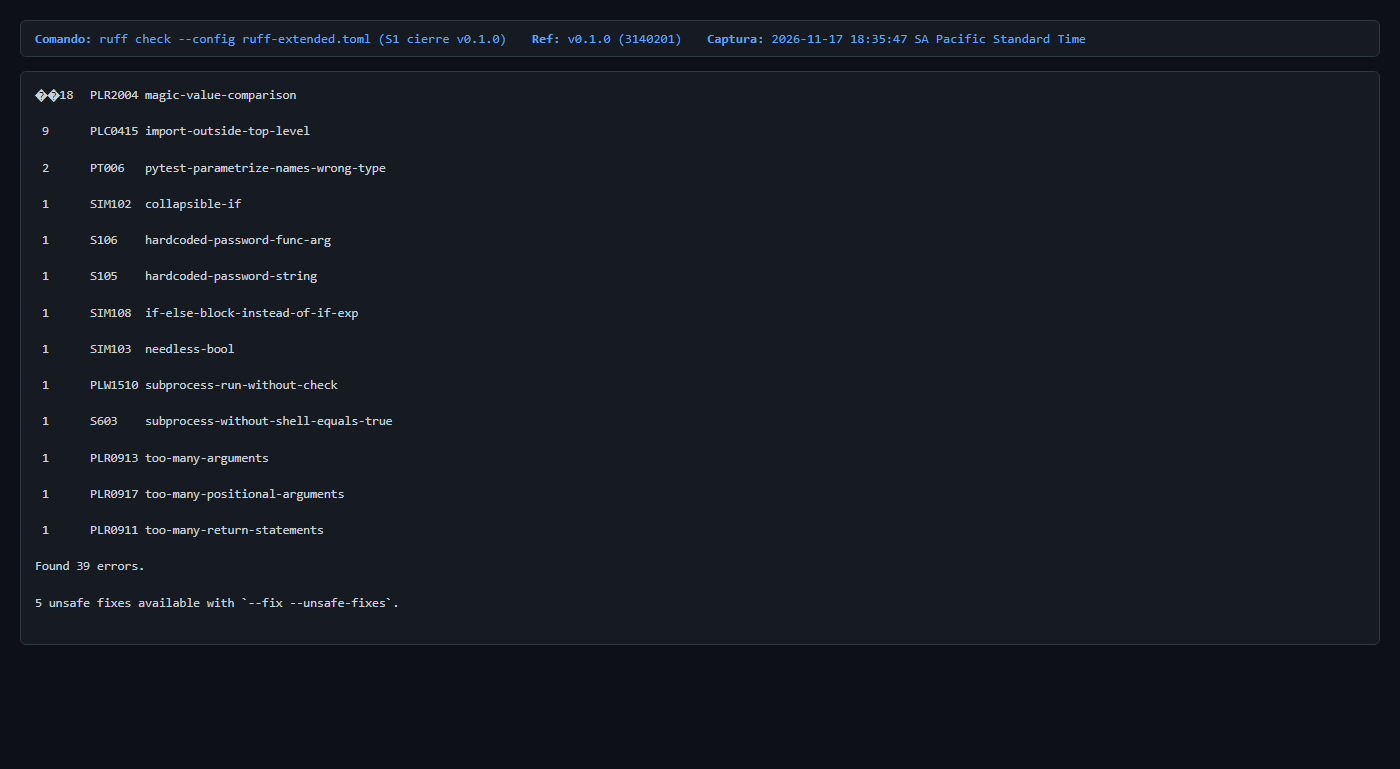 Comando: ruff check --config ruff-extended.toml (S1 cierre v0.1.0) Ref: v0.1.0 (3140201) Captura: 2026-11-17 18:35:47 SA Pacific Standard Time
��18 PLR2004 magic-value-comparison
9 PLC0415 import-outside-top-level
2 PT006 pytest-parametrize-names-wrong-type
1 SIM102 collapsible-if
1 S106 hardcoded-password-func-arg
1 S105 hardcoded-password-string
1 SIM108 if-else-block-instead-of-if-exp
1 SIM103 needless-bool
1 PLW1510 subprocess-run-without-check
1 S603 subprocess-without-shell-equals-true
1 PLR0913 too-many-arguments
1 PLR0917 too-many-positional-arguments
1 PLR0911 too-many-return-statements
Found 39 errors.
5 unsafe fixes available with `--fix --unsafe-fixes`.